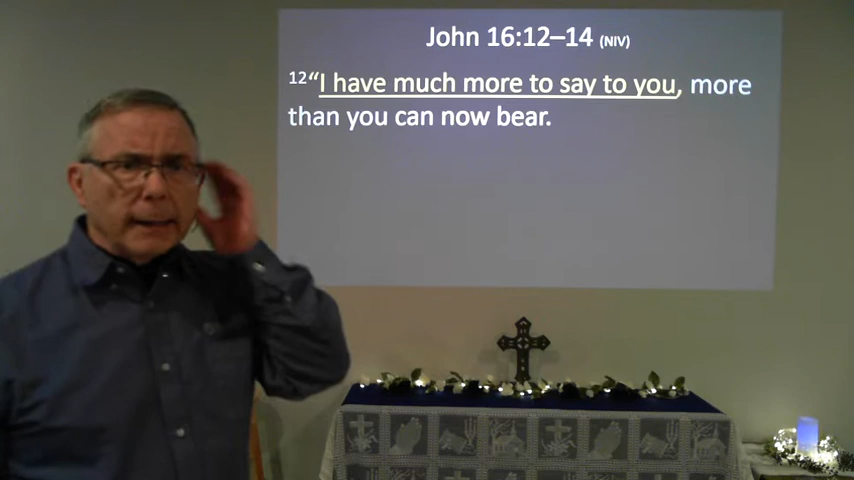 John 16:12–14 (NIV)
12“I have much more to say to you, more
than you can now bear.